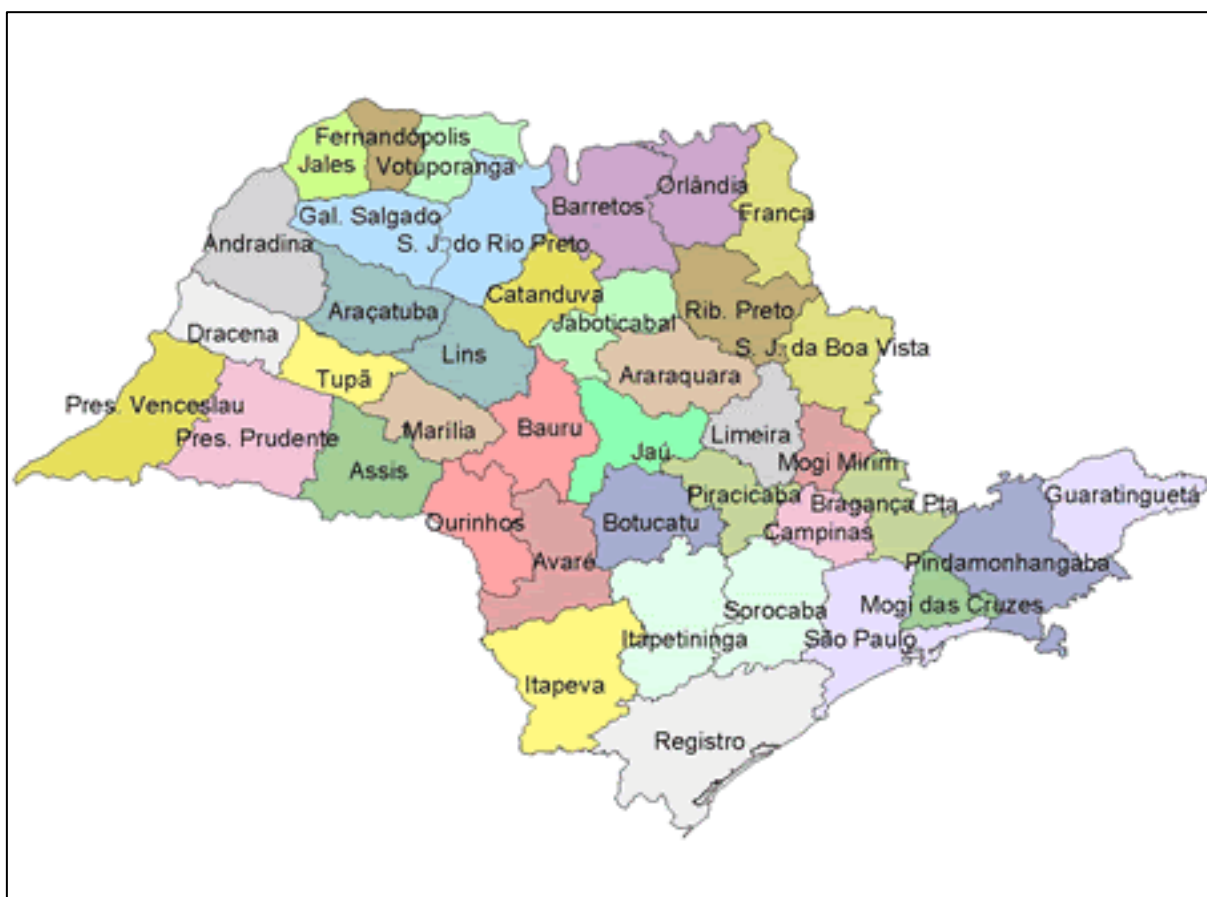 Fernandópolis
Jales
Votuporanga
Orlândia
Barretos
Franca
Gal. Salgado
Andradina
S. J. do Rio Preto
Catanduva
Araçatuba
Rib. Preto
Jaboticabal
Dracena
S. J. da Boa Vista
Lins
Tupã
Araraquara
Pres. Venceslau
Pres. Prudente
Marilia
Bauru
Limeira
Jaú
Assis
Mogi Mirim
Piracicaba
Bragança Pta
Guaratinguetá
Ourinhos
Botucatu
Campinas
Avaré
Pindamonhangaba
Mogi das Cruzes
Sorocaba
Itapetininga
São Paulo
Itapeva
Registro